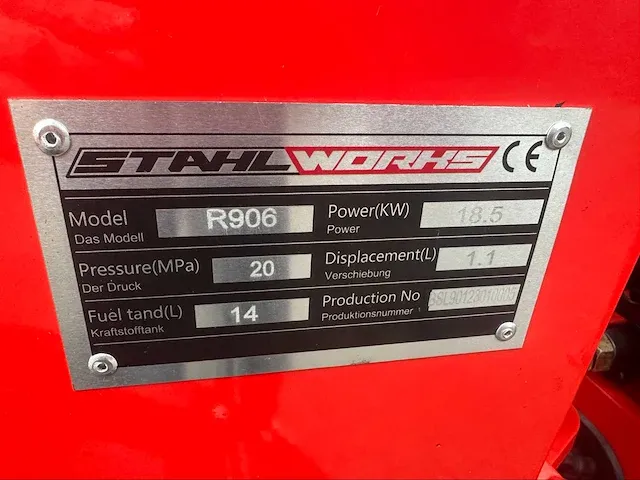 STAHLWORKS CE
Model R906
Das Modell
Power(KW) 18.5
Power
Pressure(MPa) 20
Der Druck
Displacement(L) 1.1
Verschiebung
Fuel tand(L) 14
Kraftstofftank
Production No
Produktionsnummer